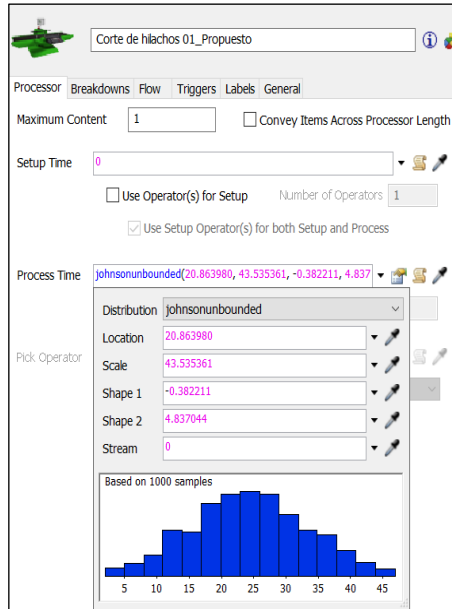 Corte de hilachos 01_Propuesto
Processor Breakdowns Flow Triggers Labels General
Maximum Content 1 Convey Items Across Processor Length
Setup Time 0
Use Operator(s) for Setup Number of Operators 1
Use Setup Operator(s) for both Setup and Process
Process Time johnsonunbounded(20.863980, 43.535361, -0.382211, 4.837
Distribution johnsonunbounded
Location 20.863980
Pick Operator
Scale 43.535361
Shape 1 -0.382211
Shape 2 4.837044
Stream 0
Based on 1000 samples
5 10 15 20 25 30 35 40 45